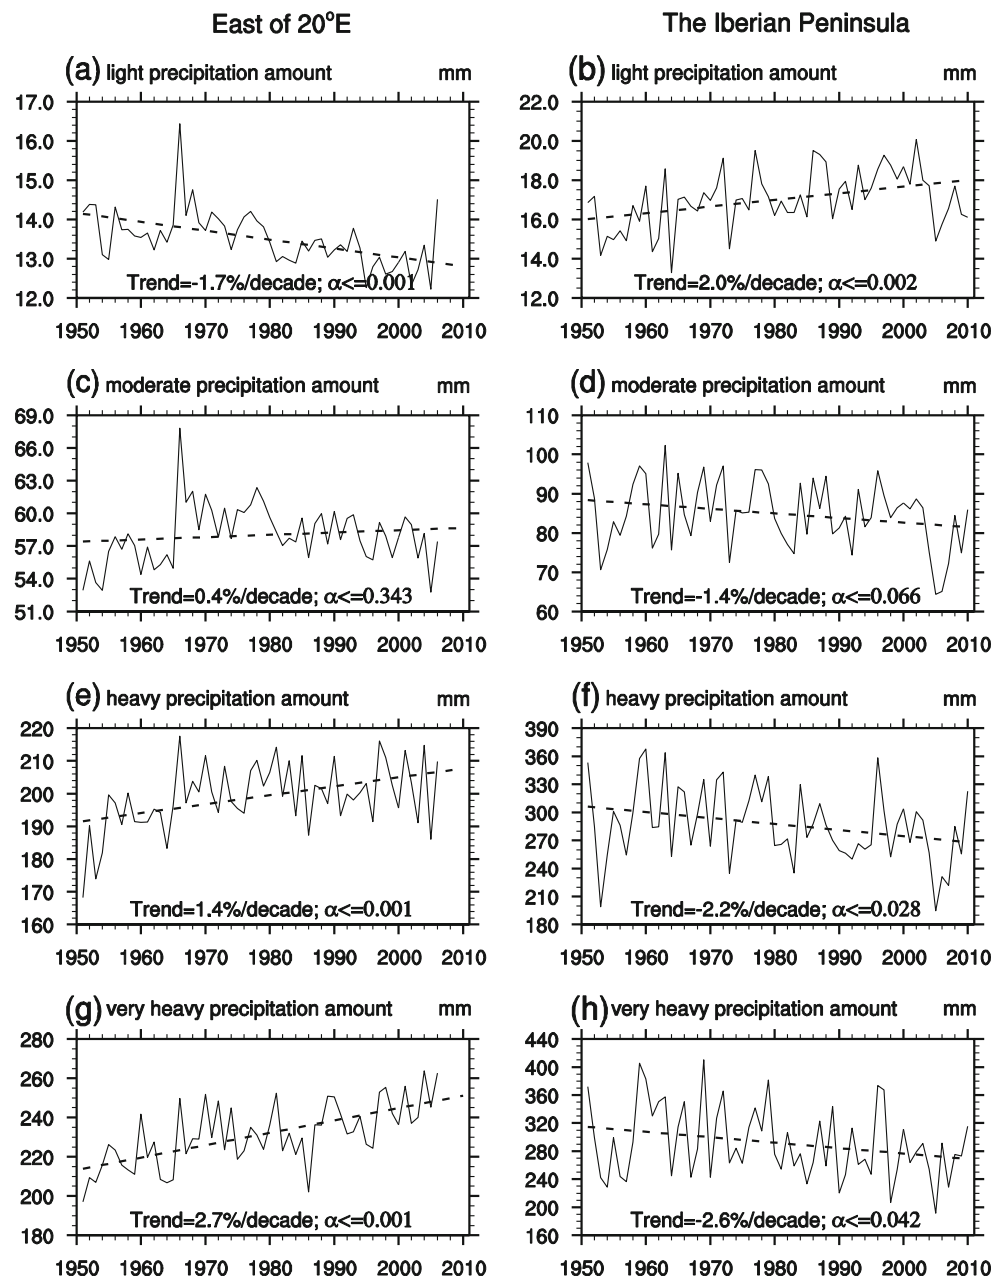 East of 20°E The Iberian Peninsula
(a) light precipitation amount mm (b) light precipitation amount mm
17.0 22.0
16.0 20.0
15.0 18.0
14.0 16.0
13.0 14.0
Trend=-1.7%/decade; α<=0.001 Trend=2.0%/decade; α<=0.002
12.0 12.0
1950 1960 1970 1980 1990 2000 2010 1950 1960 1970 1980 1990 2000 2010
(c) moderate precipitation amount mm (d) moderate precipitation amount mm
69.0 110
66.0 100
63.0 90
60.0 80
57.0 70
54.0
Trend=0.4%/decade; α<=0.343 Trend=-1.4%/decade; α<=0.066
51.0 60
1950 1960 1970 1980 1990 2000 2010 1950 1960 1970 1980 1990 2000 2010
(e) heavy precipitation amount mm (f) heavy precipitation amount mm
220 390
210 360
200 330
190 300
180 270
170 240
210
Trend=1.4%/decade; α<=0.001 Trend=-2.2%/decade; α<=0.028
160 180
1950 1960 1970 1980 1990 2000 2010 1950 1960 1970 1980 1990 2000 2010
(g) very heavy precipitation amount mm (h) very heavy precipitation amount mm
280 440
260 400
240 360
220 320
200 280
240
200
Trend=2.7%/decade; α<=0.001 Trend=-2.6%/decade; α<=0.042
180 160
1950 1960 1970 1980 1990 2000 2010 1950 1960 1970 1980 1990 2000 2010